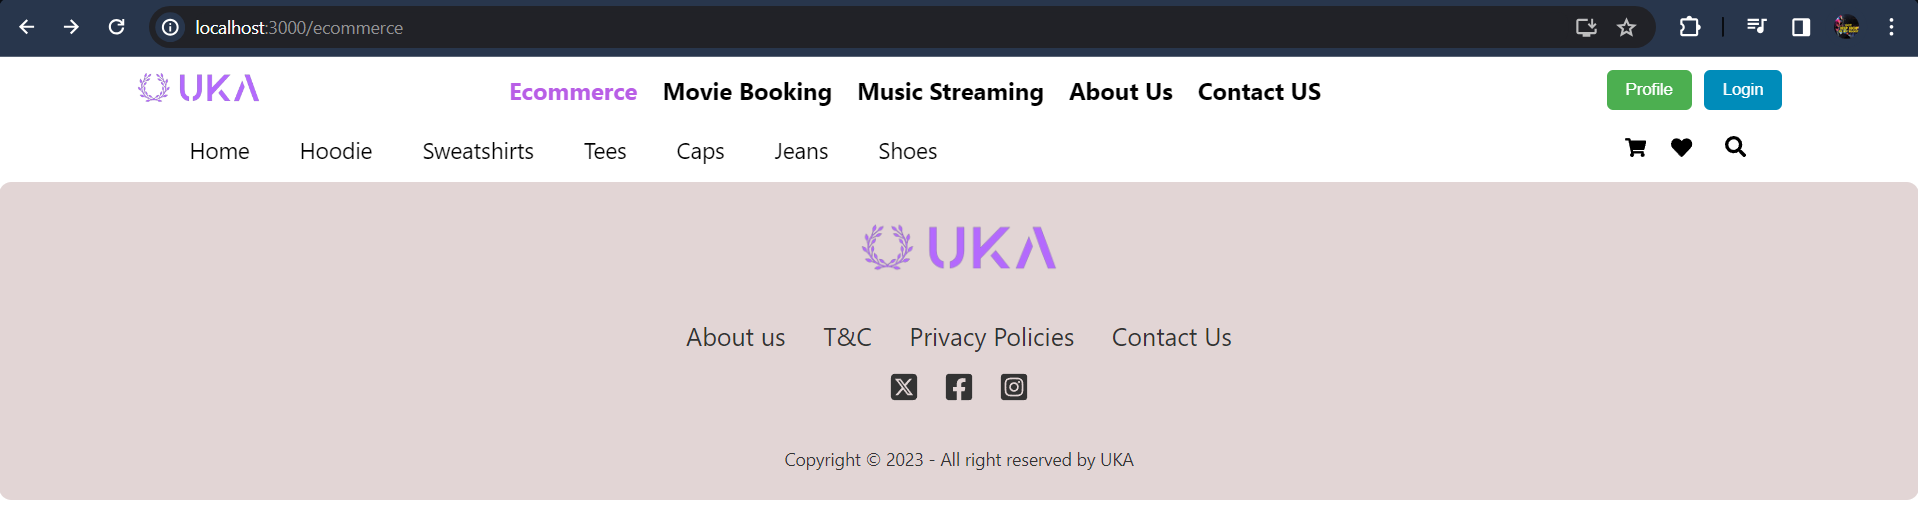 localhost:3000/ecommerce
UKA Ecommerce Movie Booking Music Streaming About Us Contact US Profile Login
Home Hoodie Sweatshirts Tees Caps Jeans Shoes
UKA
About us T&C Privacy Policies Contact Us
Copyright © 2023 - All right reserved by UKA